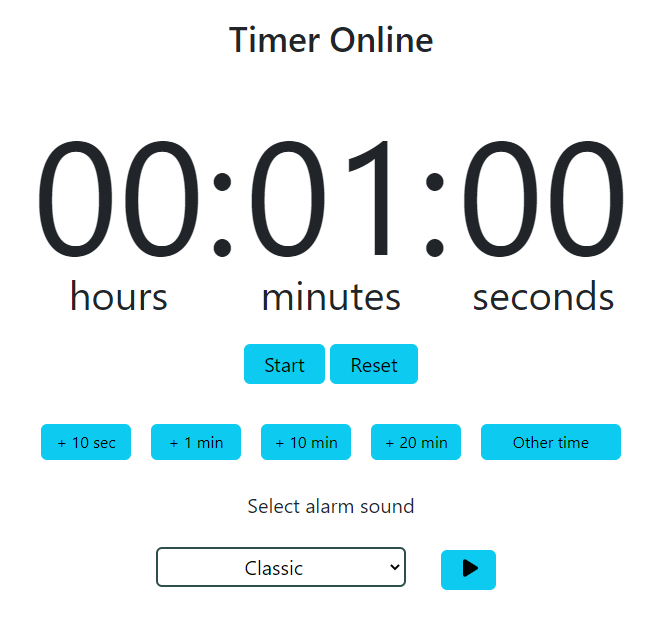 Timer Online
00:01:00
hours minutes seconds
Start Reset
+ 10 sec + 1 min + 10 min + 20 min Other time
Select alarm sound
Classic